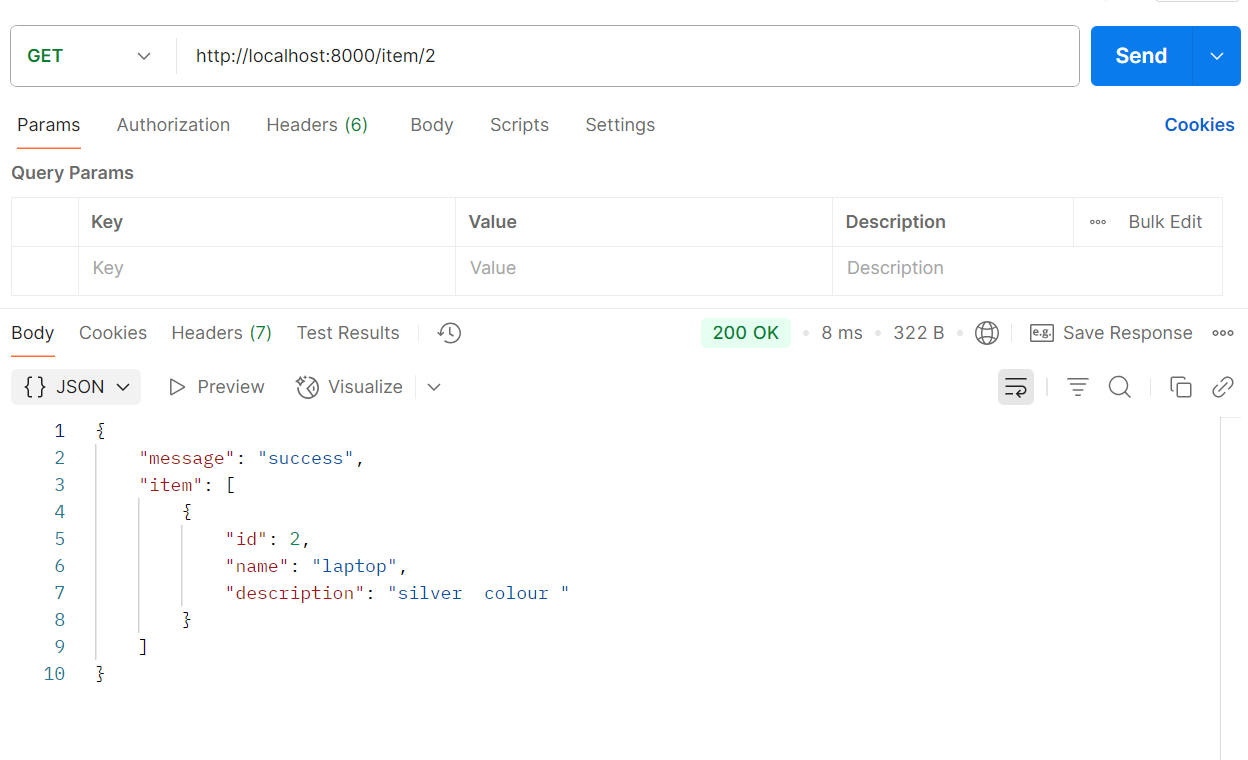 GET http://localhost:8000/item/2 Send
Params Authorization Headers (6) Body Scripts Settings Cookies
Query Params
Key Value Description Bulk Edit
Key Value Description
Body Cookies Headers (7) Test Results 200 OK 8 ms 322 B e.g. Save Response
{} JSON Preview Visualize
1 {
2 "message": "success",
3 "item": [
4 {
5 "id": 2,
6 "name": "laptop",
7 "description": "silver  colour "
8 }
9 ]
10 }